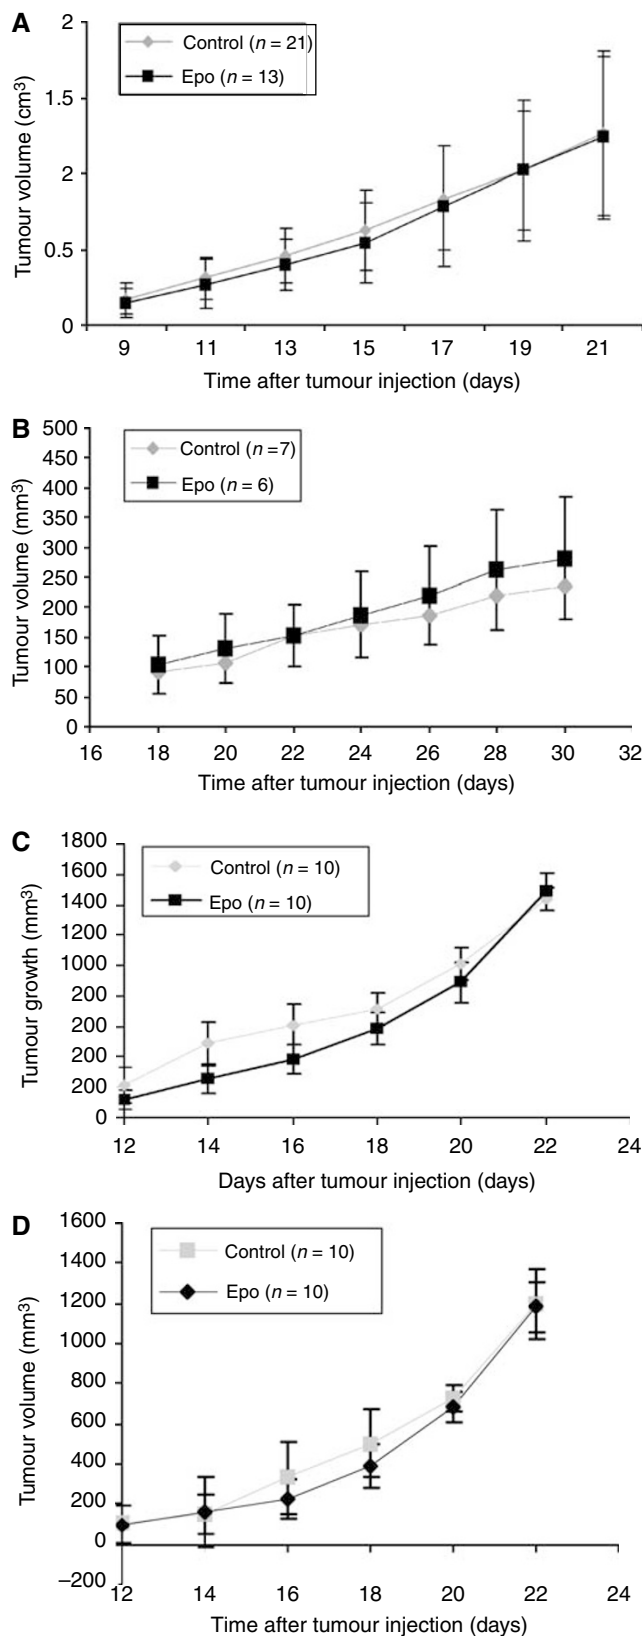 A
Tumour volume (cm³)
2
1.5
2
0.5
0
Control (n = 21)
Epo (n = 13)
9 11 13 15 17 19 21
Time after tumour injection (days)
B
Tumour volume (mm³)
500
450
400
350
300
250
200
150
100
50
0
Control (n =7)
Epo (n = 6)
16 18 20 22 24 26 28 30 32
Time after tumour injection (days)
C
Tumour growth (mm³)
1800
1600
1400
1200
1000
200
200
200
200
0
Control (n = 10)
Epo (n = 10)
12 14 16 18 20 22 24
Days after tumour injection (days)
D
Tumour volume (mm³)
1600
1400
1200
1000
800
600
400
200
0
–200
Control (n = 10)
Epo (n = 10)
12 14 16 18 20 22 24
Time after tumour injection (days)